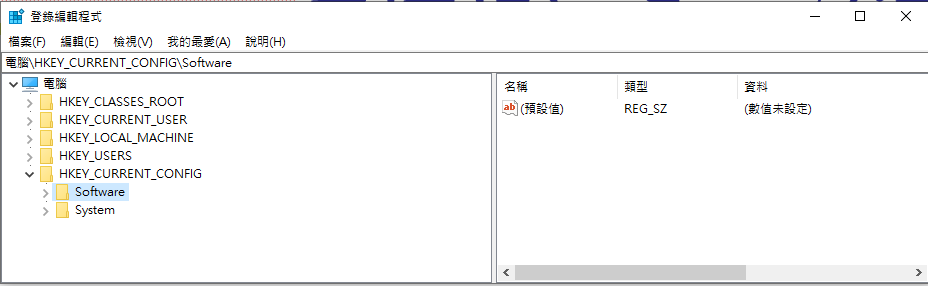 登錄編輯程式
檔案(F) 編輯(E) 檢視(V) 我的最愛(A) 說明(H)
電腦\HKEY_CURRENT_CONFIG\Software
電腦
HKEY_CLASSES_ROOT
HKEY_CURRENT_USER
HKEY_LOCAL_MACHINE
HKEY_USERS
HKEY_CURRENT_CONFIG
Software
System
名稱 類型 資料
ab (預設值) REG_SZ (數值未設定)